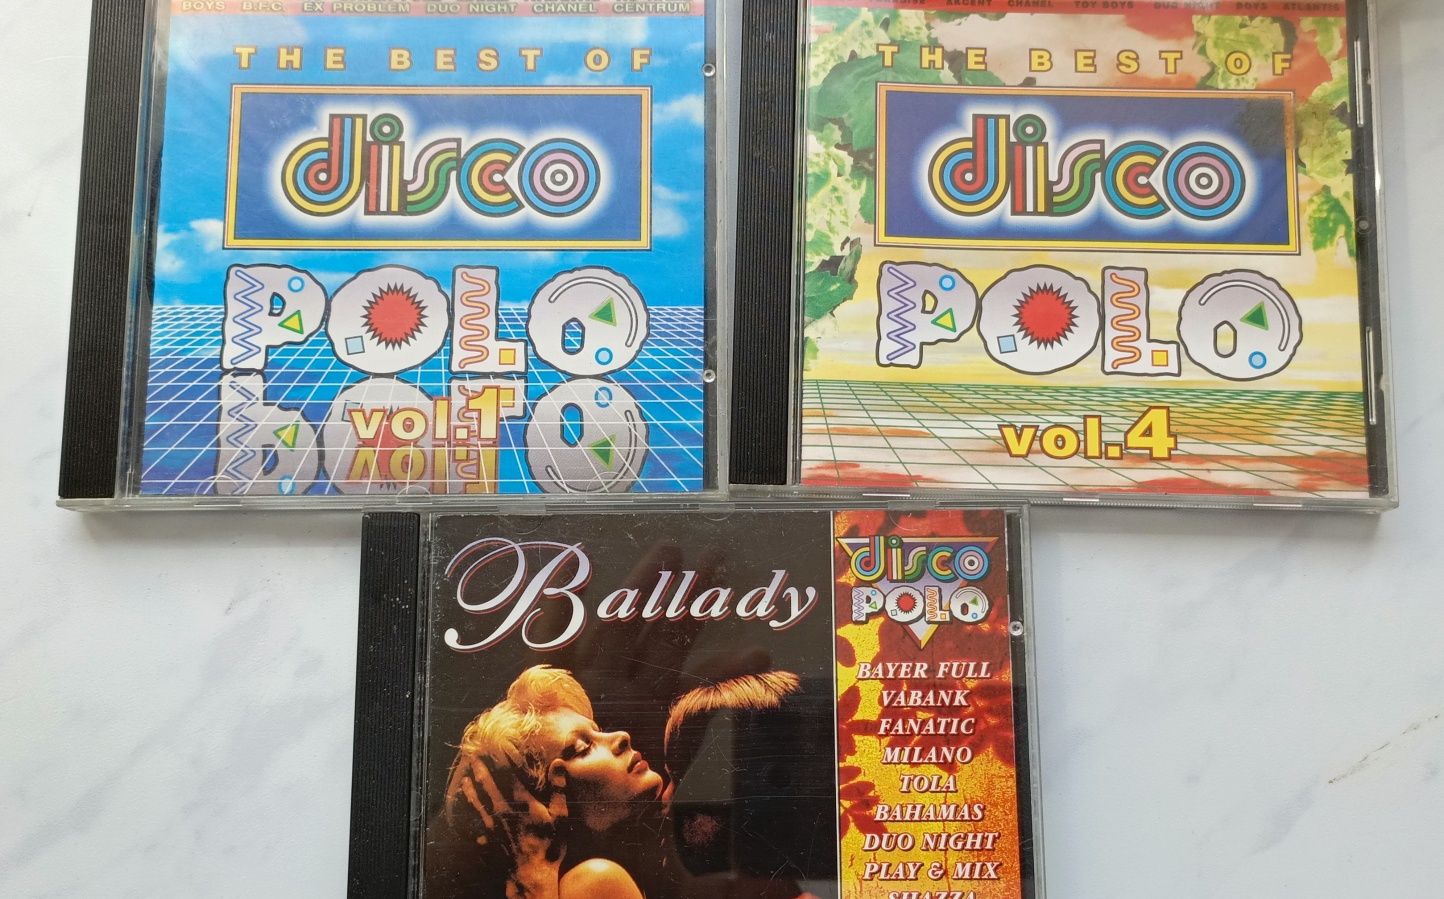 BOYS B.F.C. EX PROBLEM DUO NIGHT CHANEL CENTRUM
THE BEST OF
disco
POLO
vol.1
AKCENT CHANEL TOY BOYS DUO NIGHT BOYS ATLANTIS
THE BEST OF
disco
POLO
vol.4
Ballady
disco
POLO
BAYER FULL
VABANK
FANATIC
MILANO
TOLA
BAHAMAS
DUO NIGHT
PLAY & MIX
SHAZZA